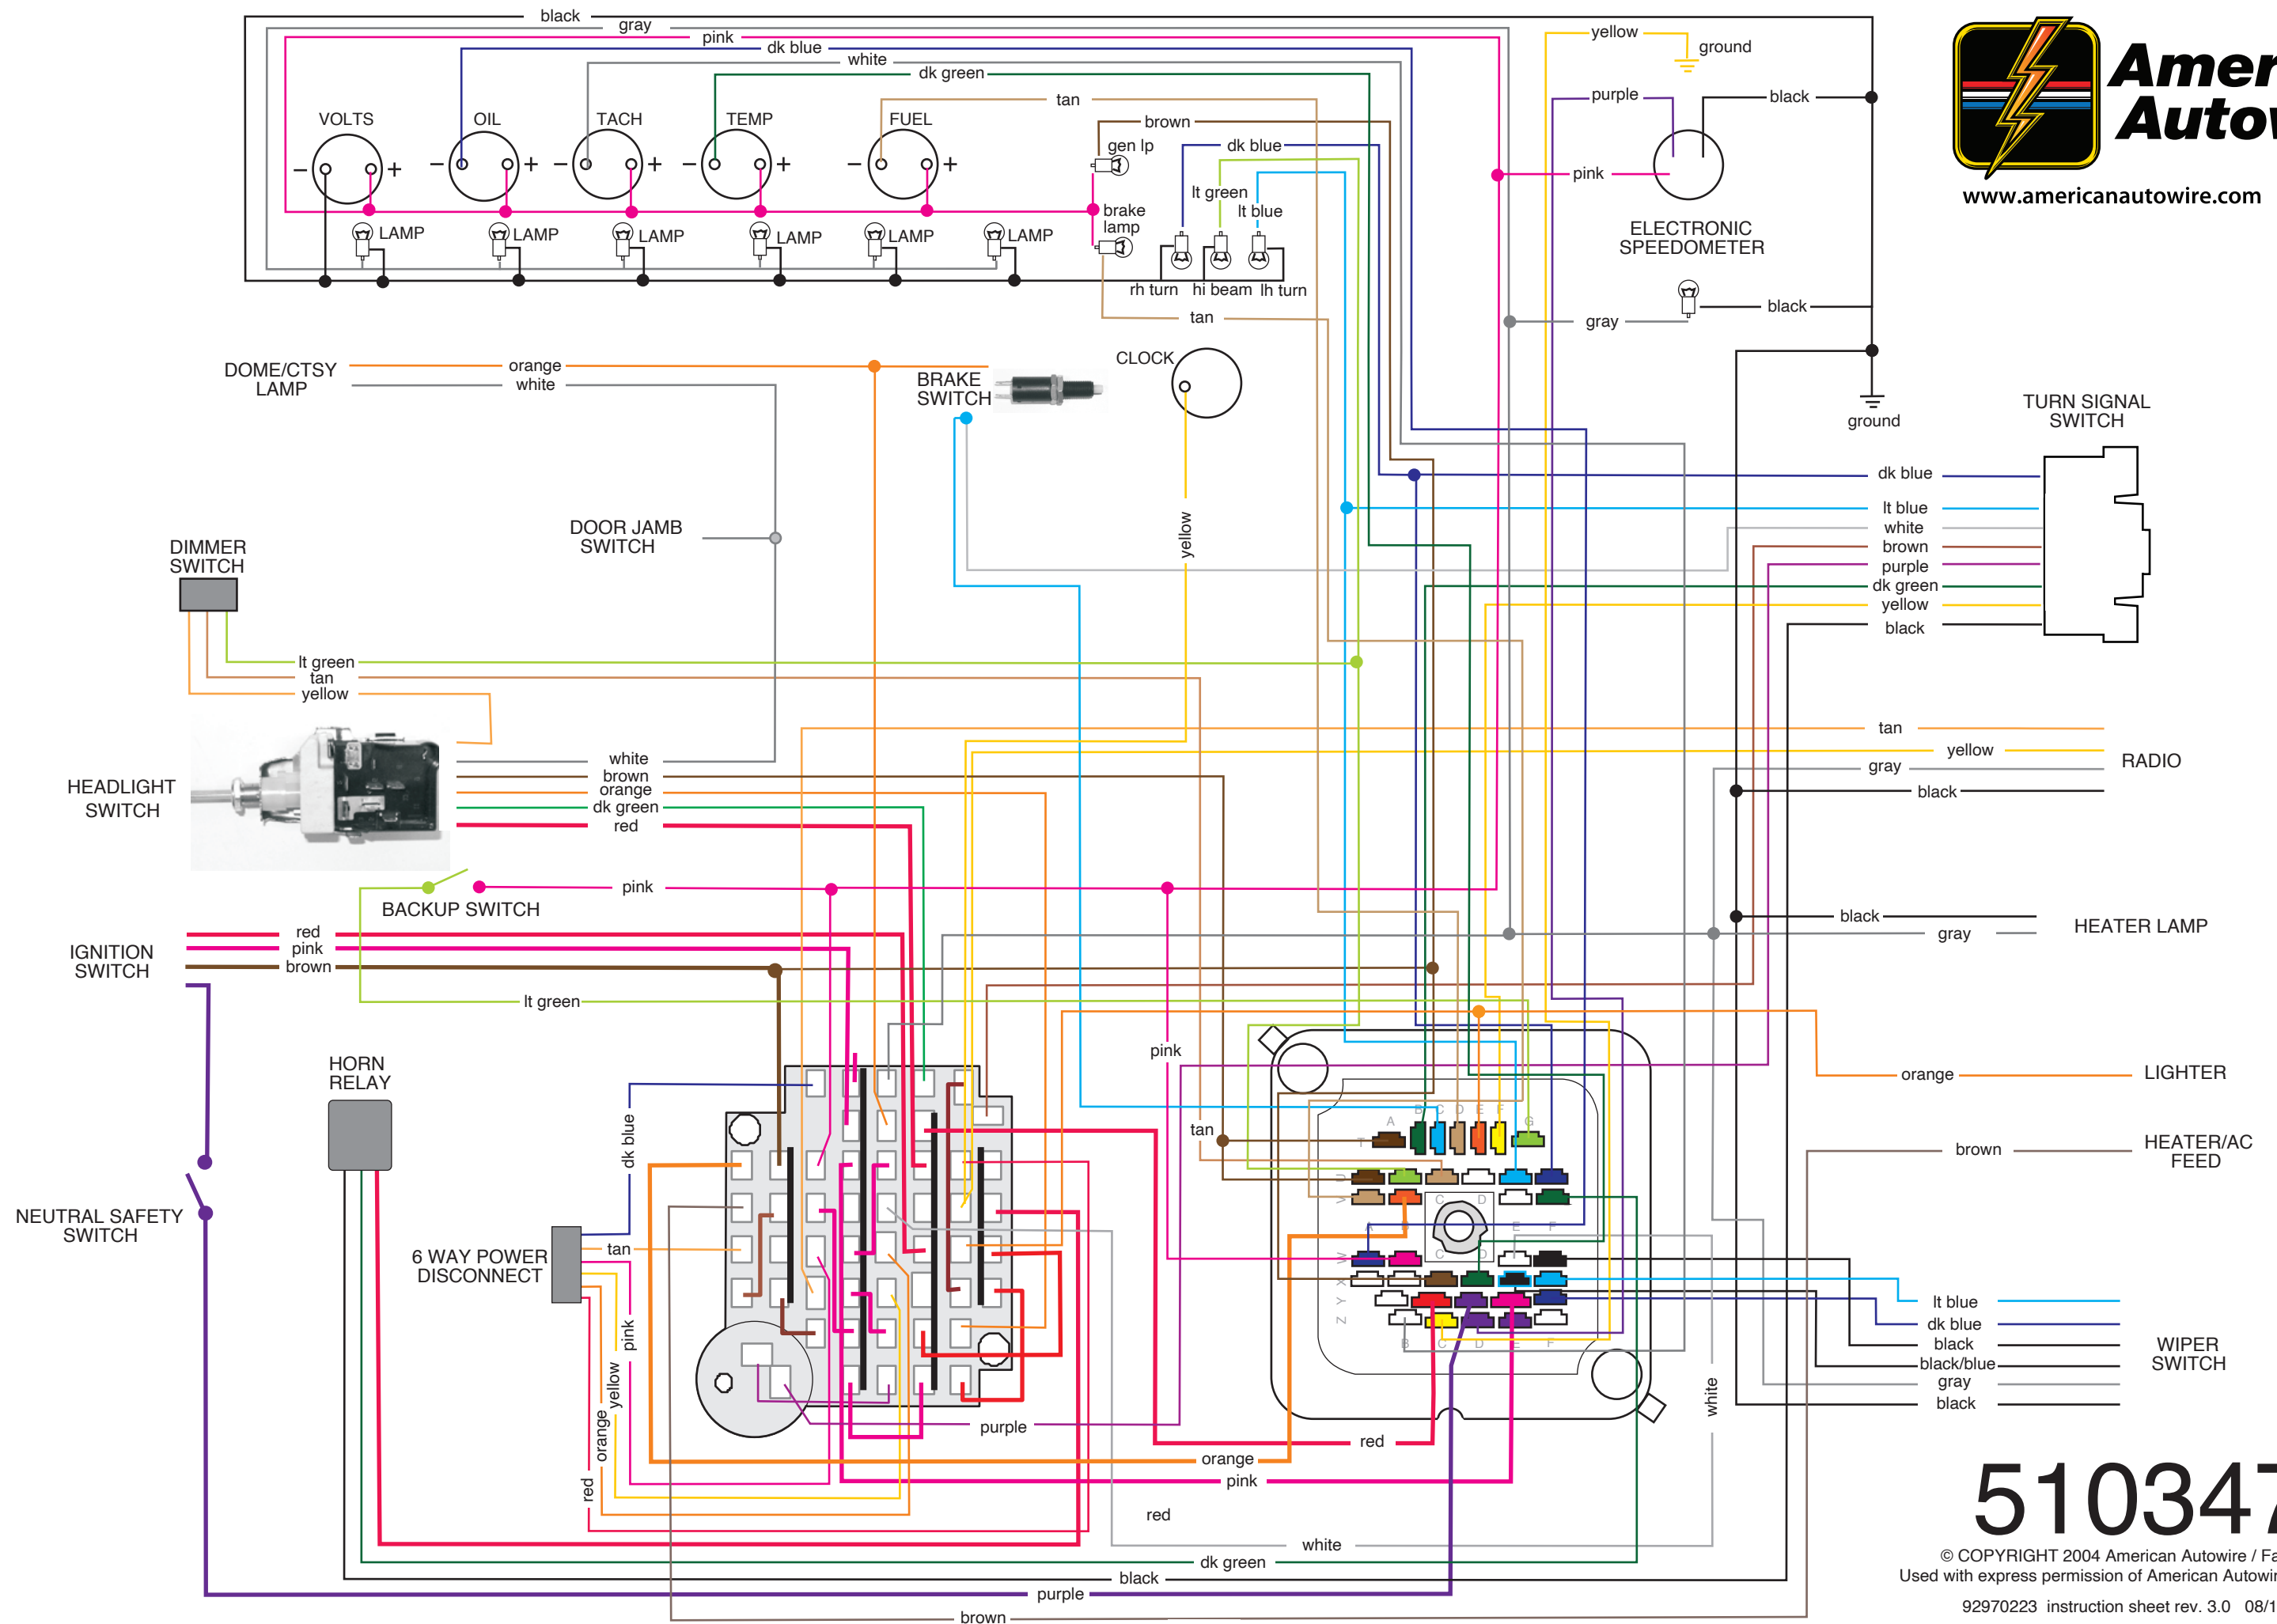 black
gray
pink
dk blue
white
dk green
tan
brown
yellow
ground
purple
black
pink
VOLTS
OIL
TACH
TEMP
FUEL
gen lp
dk blue
lt green
lt blue
brake
lamp
- +
- +
- +
- +
- +
LAMP
LAMP
LAMP
LAMP
LAMP
LAMP
rh turn
hi beam
lh turn
tan
ELECTRONIC
SPEEDOMETER
black
gray
ground
www.americanautowire.com
DOME/CTSY
LAMP
orange
white
BRAKE
SWITCH
CLOCK
yellow
TURN SIGNAL
SWITCH
dk blue
lt blue
white
brown
purple
dk green
yellow
black
DOOR JAMB
SWITCH
DIMMER
SWITCH
lt green
tan
yellow
HEADLIGHT
SWITCH
white
brown
orange
dk green
red
tan
yellow
gray
black
RADIO
pink
BACKUP SWITCH
IGNITION
SWITCH
red
pink
brown
lt green
black
gray
HEATER LAMP
HORN
RELAY
pink
orange
LIGHTER
tan
brown
HEATER/AC
FEED
NEUTRAL SAFETY
SWITCH
6 WAY POWER
DISCONNECT
dk blue
tan
pink
yellow
orange
red
A
B C D E F
G
T
U
V
C D
A B E F
C D
W
X
Y
Z
B C D E F
lt blue
dk blue
black
black/blue
gray
black
WIPER
SWITCH
white
purple
red
orange
pink
red
white
dk green
black
purple
brown
510347
© COPYRIGHT 2004 American Autowire / Fa
Used with express permission of American Autowir
92970223 instruction sheet rev. 3.0 08/1